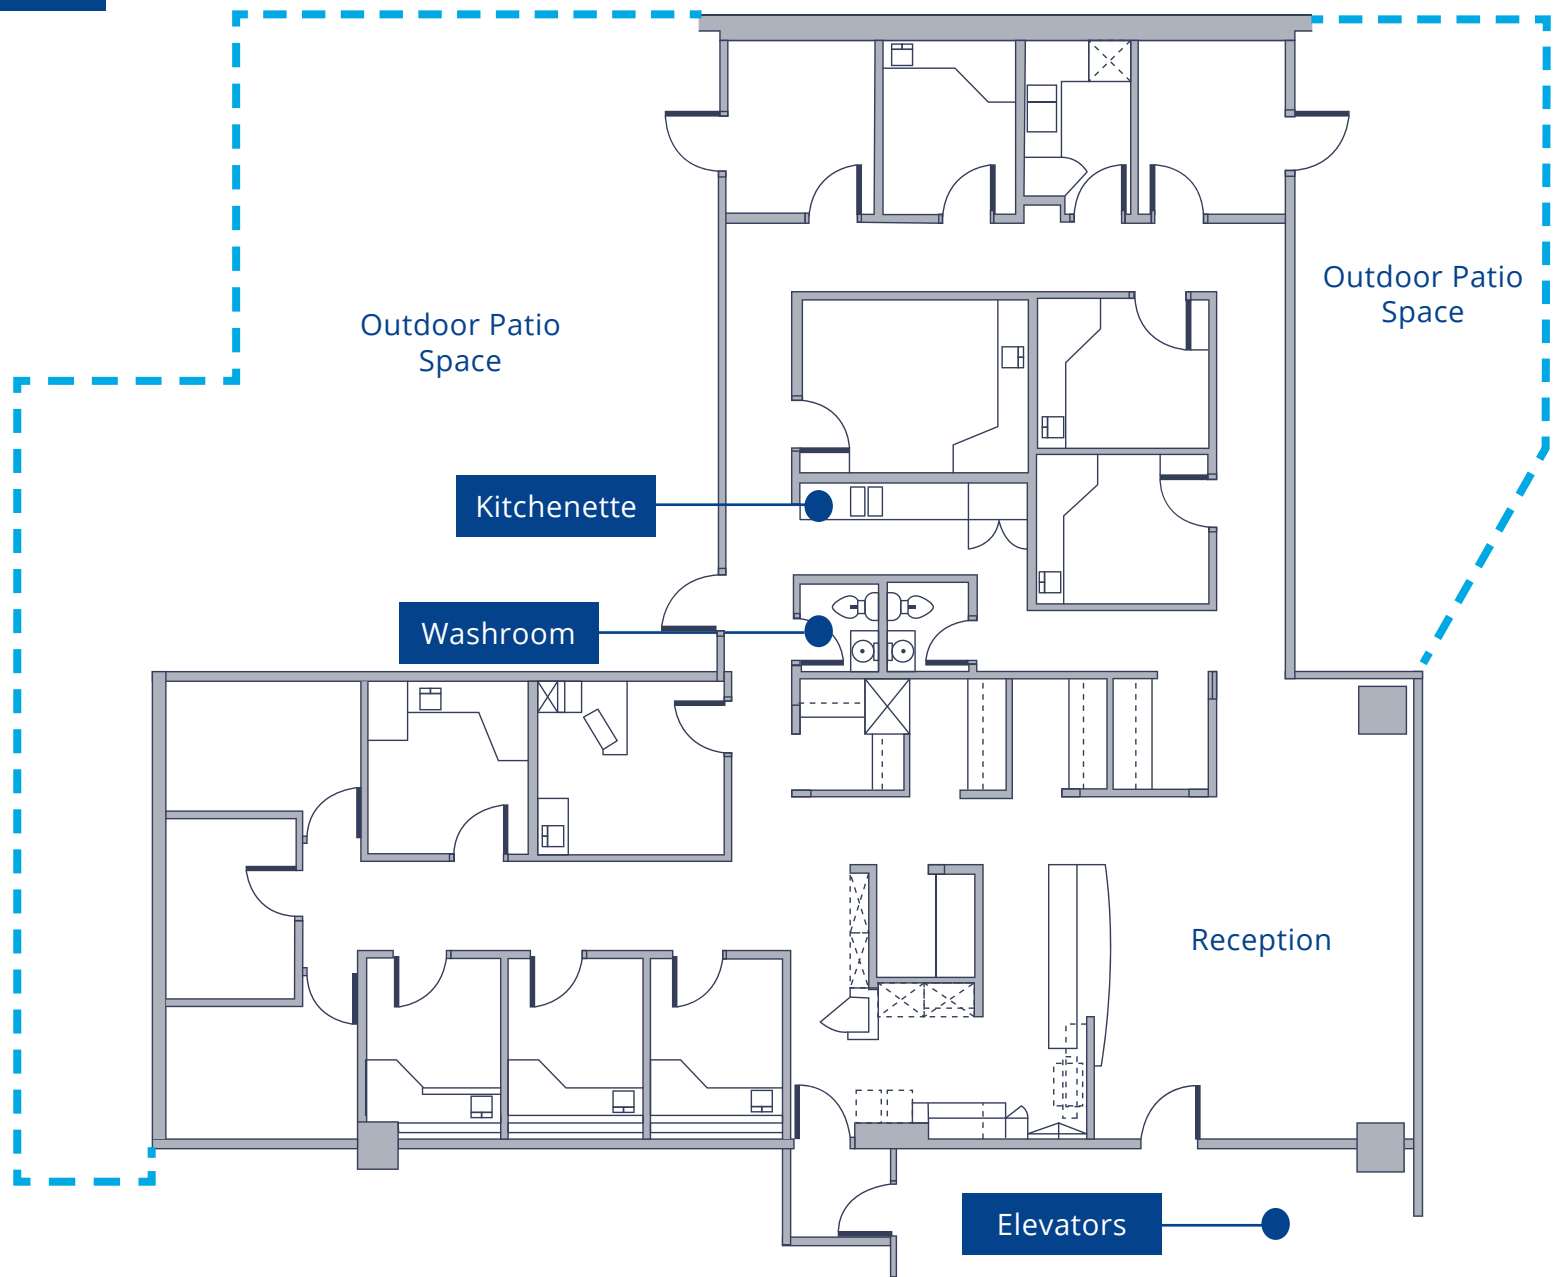 Outdoor Patio
Space
Outdoor Patio
Space
Kitchenette
Washroom
Reception
Elevators